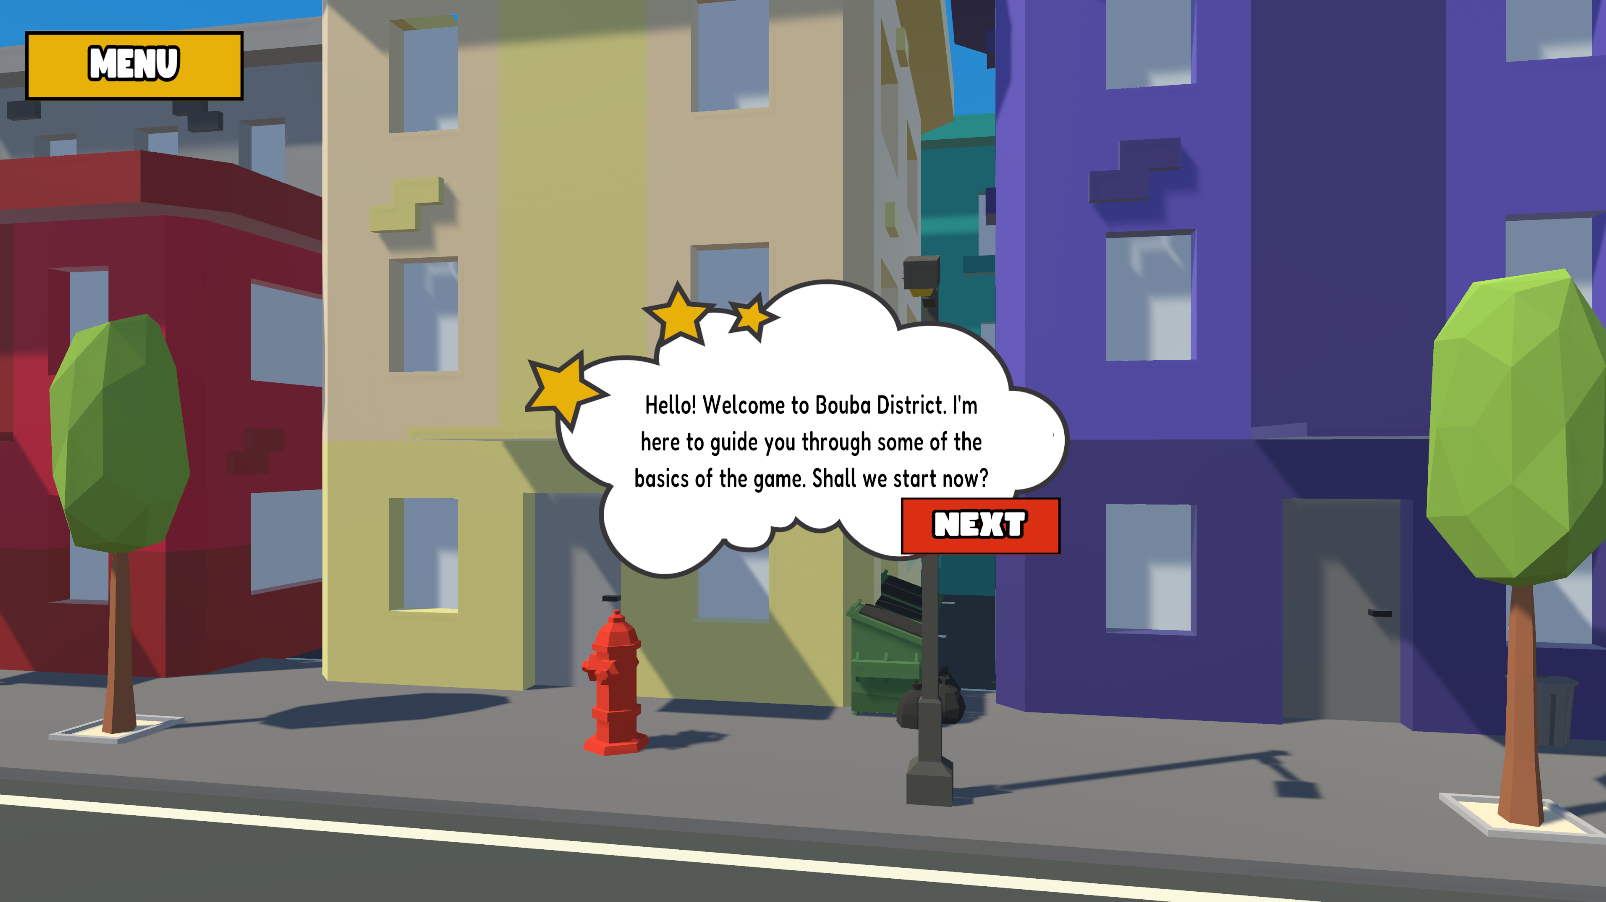 MENU
Hello! Welcome to Bouba District. I'm
here to guide you through some of the
basics of the game. Shall we start now?
NEXT